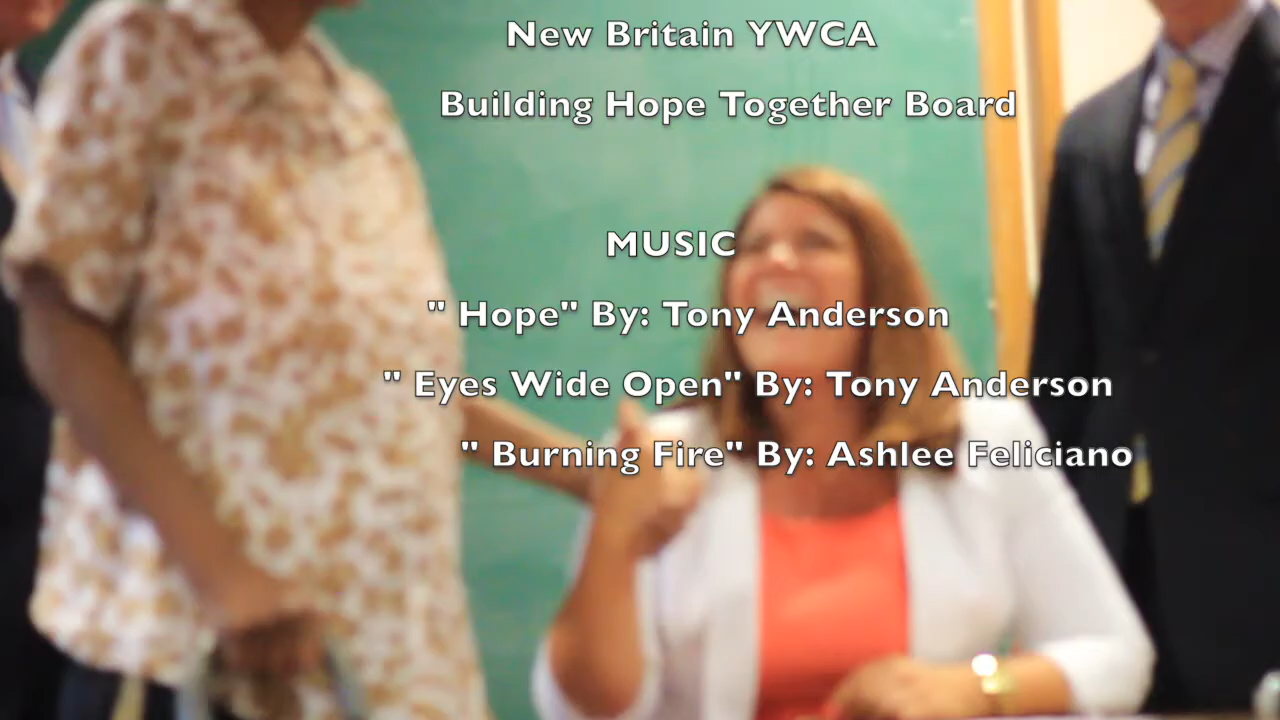 New Britain YWCA
Building Hope Together Board
MUSIC
" Hope" By: Tony Anderson
" Eyes Wide Open" By: Tony Anderson
" Burning Fire" By: Ashlee Feliciano